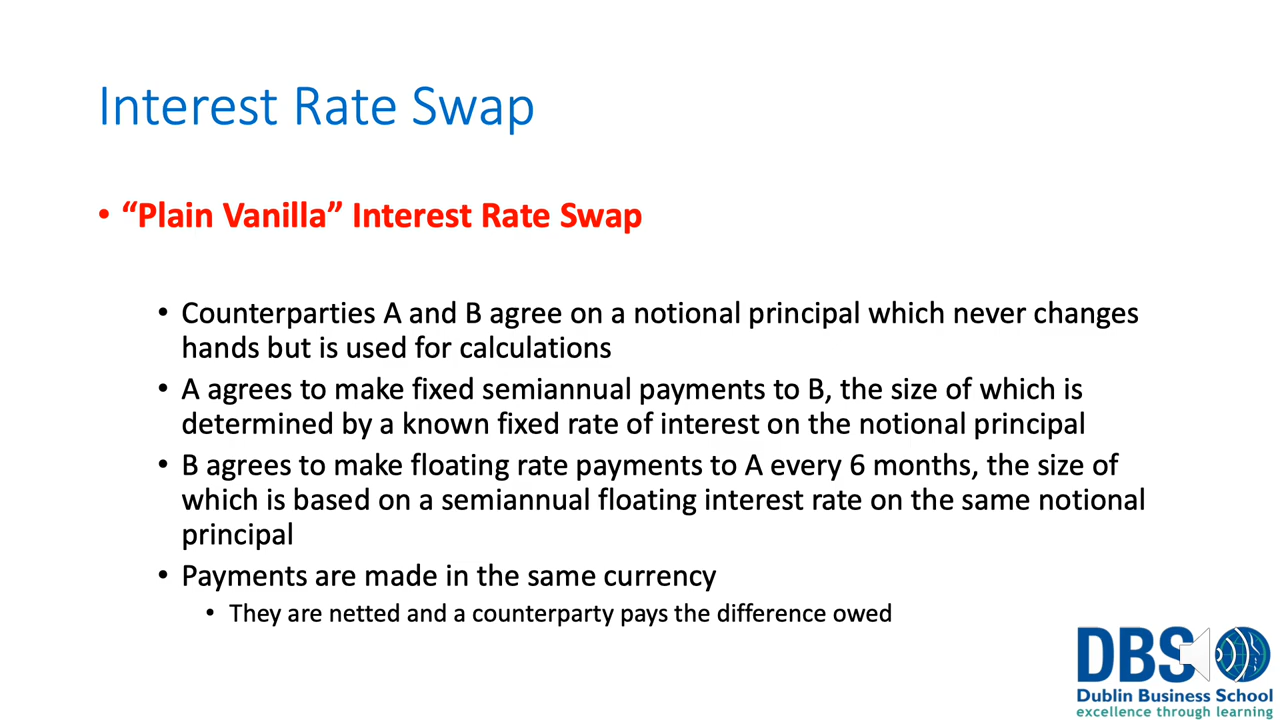 Interest Rate Swap
• “Plain Vanilla” Interest Rate Swap
• Counterparties A and B agree on a notional principal which never changes
hands but is used for calculations
• A agrees to make fixed semiannual payments to B, the size of which is
determined by a known fixed rate of interest on the notional principal
• B agrees to make floating rate payments to A every 6 months, the size of
which is based on a semiannual floating interest rate on the same notional
principal
• Payments are made in the same currency
• They are netted and a counterparty pays the difference owed
DBS
Dublin Business School
excellence through learning